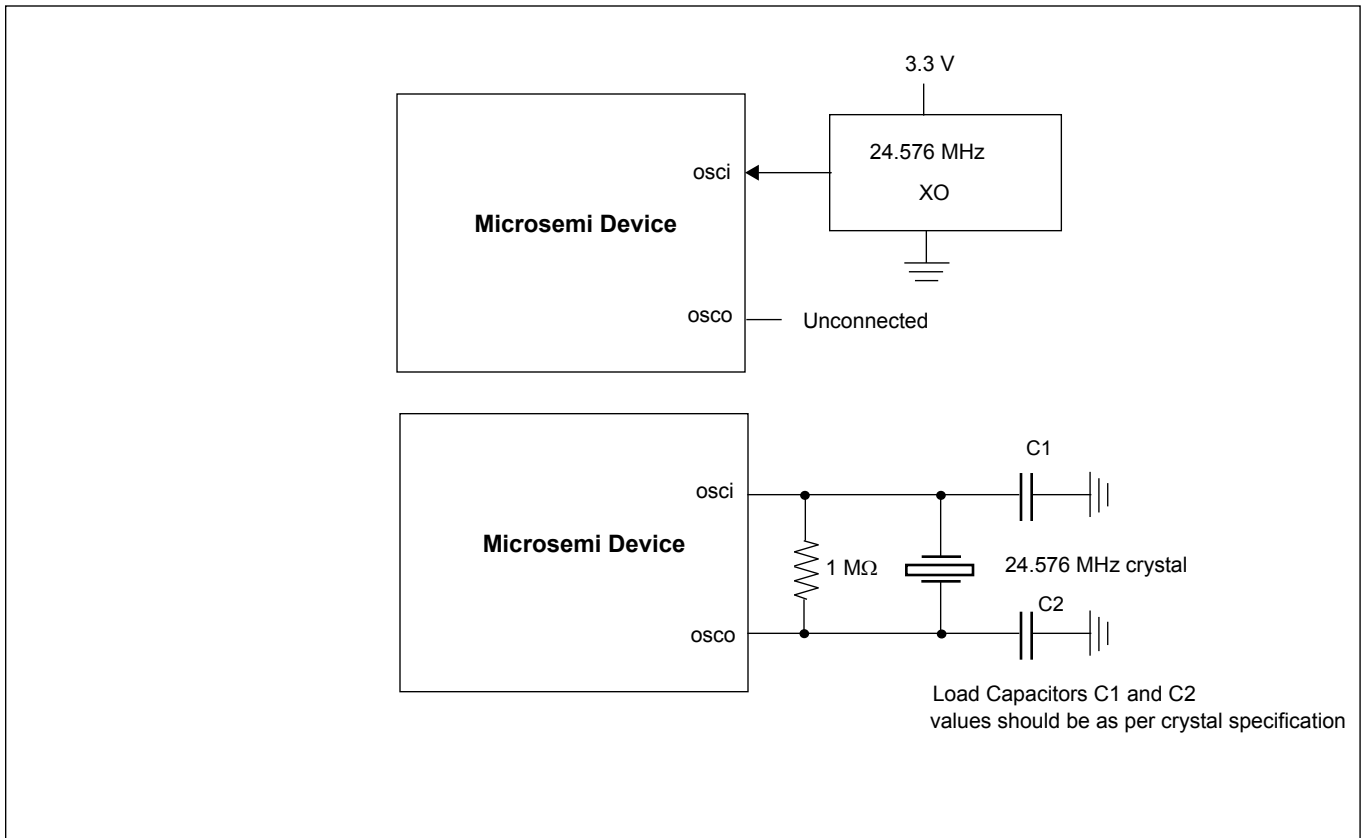 3.3 V
24.576 MHz
XO
osci
Microsemi Device
osco
Unconnected
C1
osci
Microsemi Device
1 MΩ
24.576 MHz crystal
C2
osco
Load Capacitors C1 and C2
values should be as per crystal specification